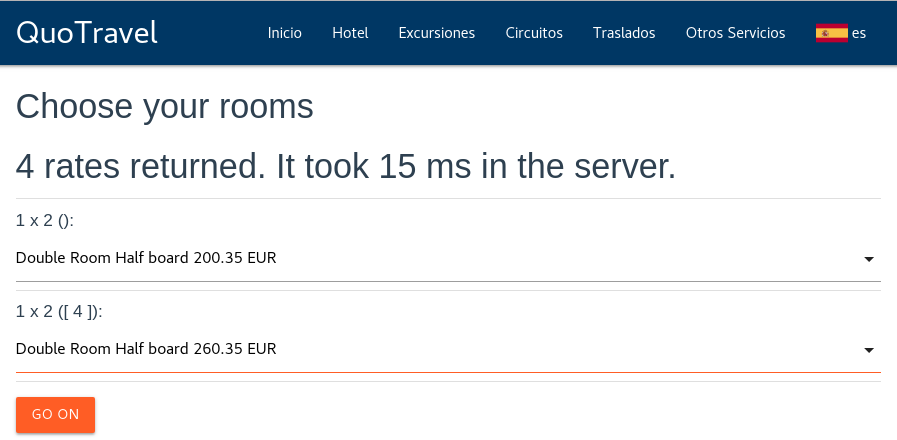 QuoTravel Inicio Hotel Excursiones Circuitos Traslados Otros Servicios es
Choose your rooms
4 rates returned. It took 15 ms in the server.
1 x 2 ():
Double Room Half board 200.35 EUR
1 x 2 ([ 4 ]):
Double Room Half board 260.35 EUR
GO ON